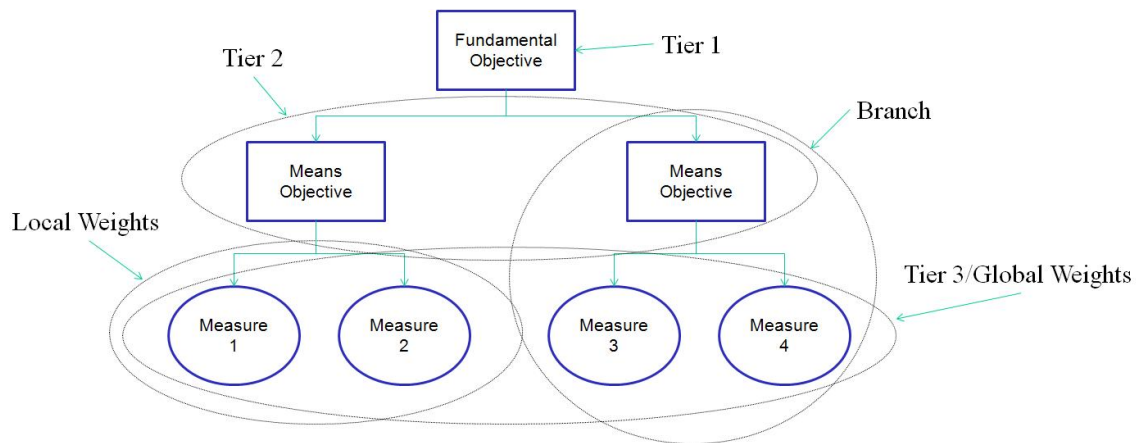 Fundamental
Objective
Tier 1
Tier 2
Branch
Means
Objective
Means
Objective
Local Weights
Tier 3/Global Weights
Measure
1
Measure
2
Measure
3
Measure
4